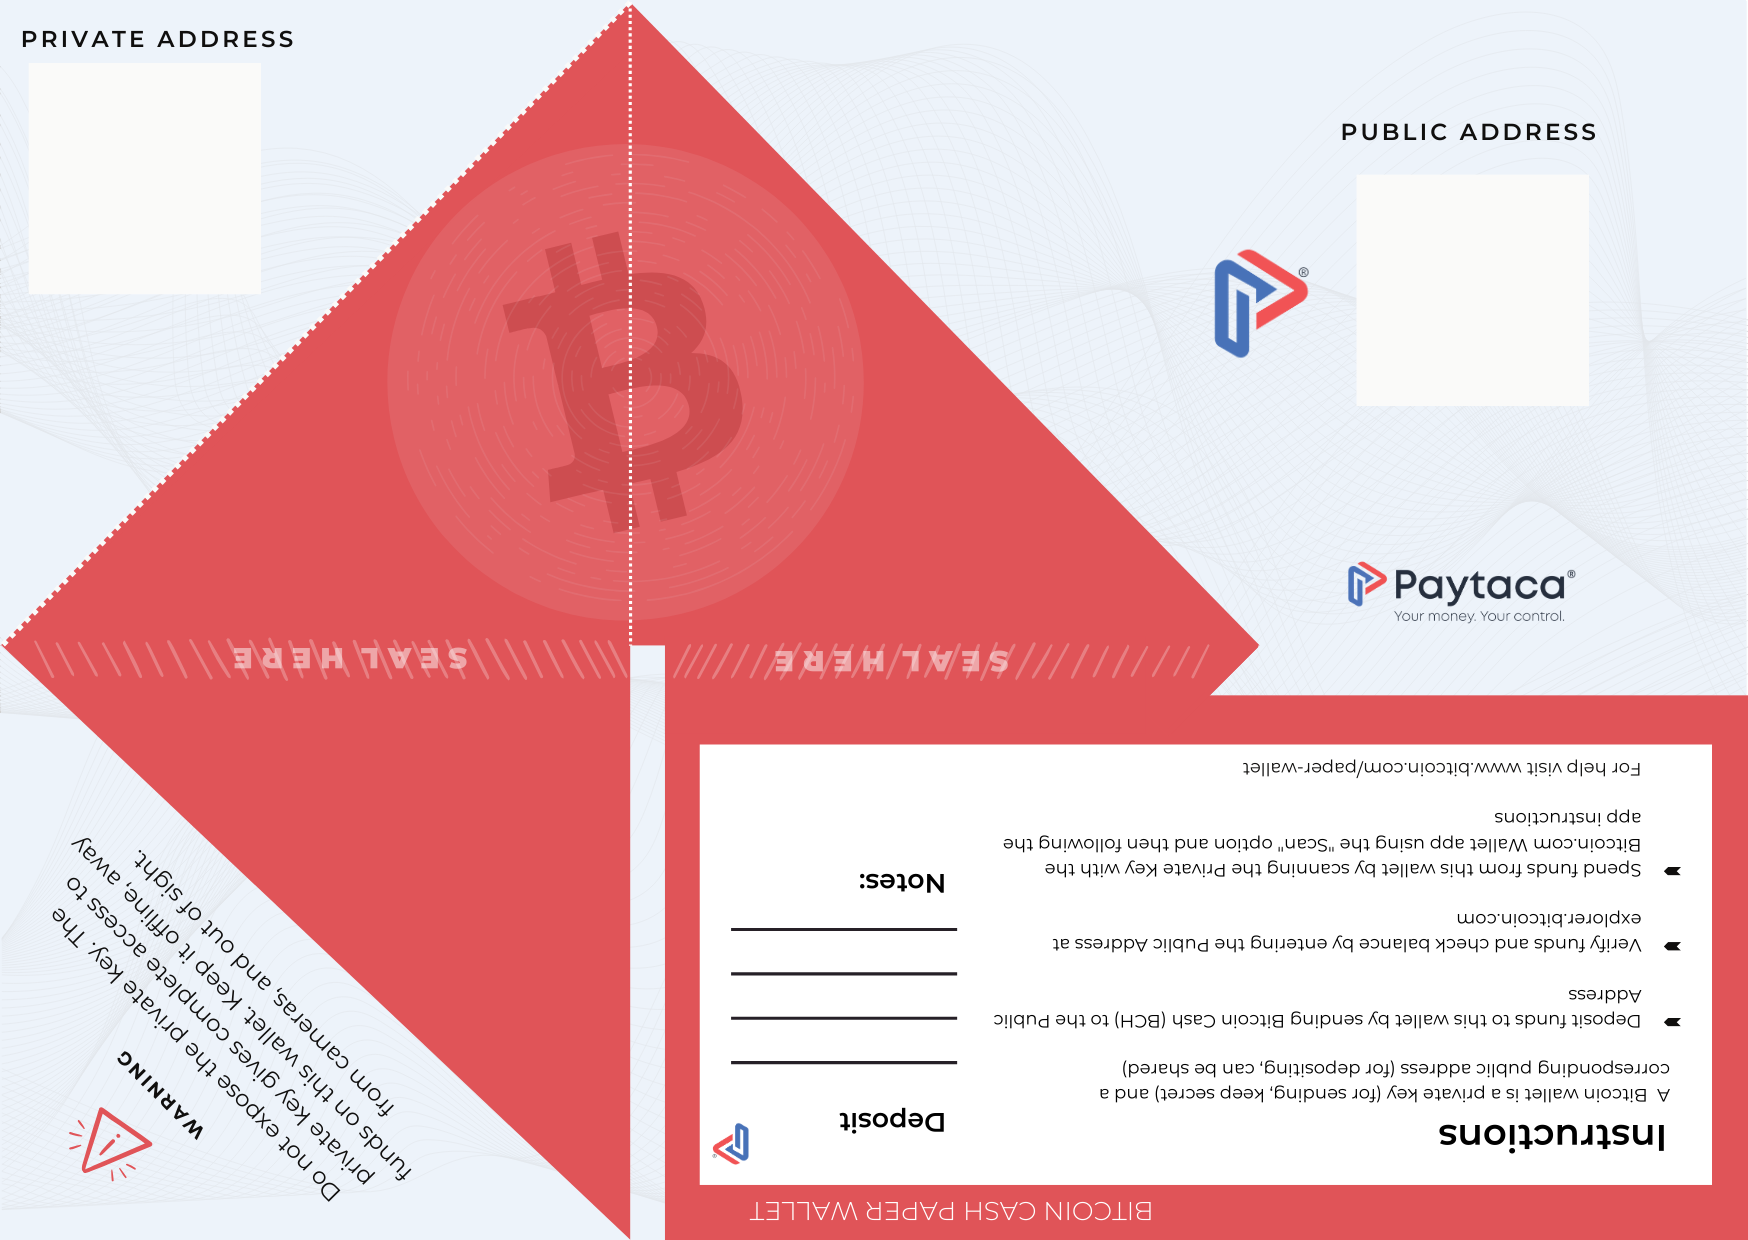 PRIVATE ADDRESS
PUBLIC ADDRESS
®
Paytaca®
Your money. Your control.
SEAL HERE
SEAL HERE
WARNING
Do not expose the private key. The
private key gives complete access to
funds on this wallet. Keep it offline, away
from cameras, and out of sight.
BITCOIN CASH PAPER WALLET
Instructions
A Bitcoin wallet is a private key (for sending, keep secret) and a
corresponding public address (for depositing, can be shared)
Deposit funds to this wallet by sending Bitcoin Cash (BCH) to the Public
Address
Verify funds and check balance by entering the Public Address at
explorer.bitcoin.com
Spend funds from this wallet by scanning the Private Key with the
Bitcoin.com Wallet app using the "Scan" option and then following the
app instructions
For help visit www.bitcoin.com/paper-wallet
Deposit
Notes:
®